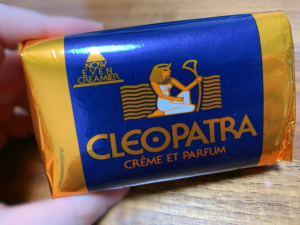 NOW
EVEN
CREAMIER
CLEOPATRA
CRÈME ET PARFUM